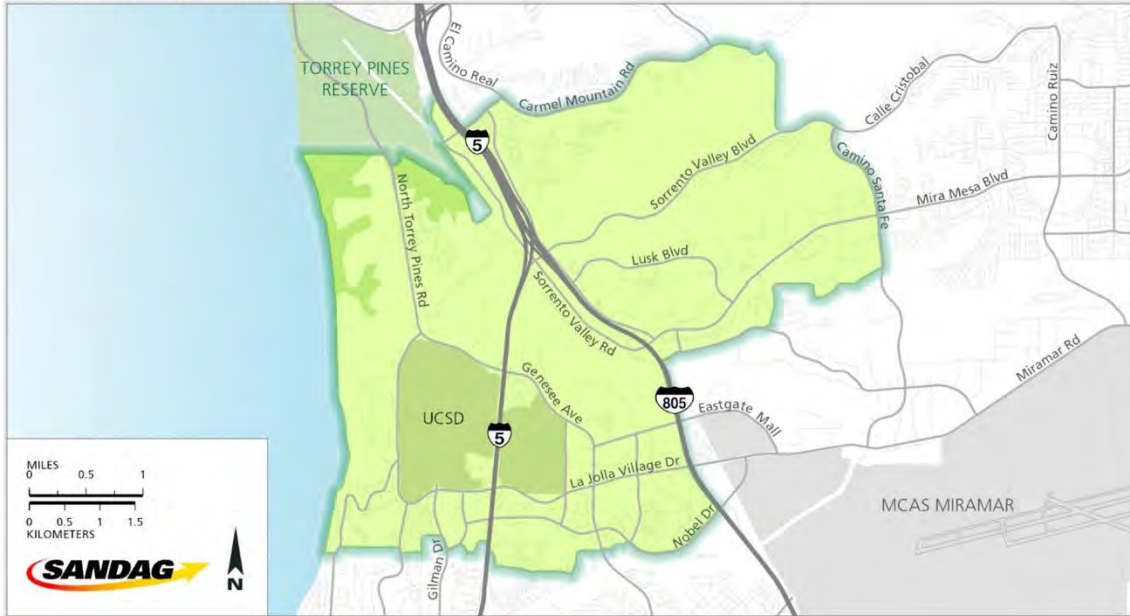 TORREY PINES
RESERVE
El Camino Real
Carmel Mountain Rd
Calle Cristobal
Camino Ruiz
5
Sorrento Valley Blvd
Camino Santa Fe
Mira Mesa Blvd
North Torrey Pines Rd
Lusk Blvd
Sorrento Valley Rd
Miramar Rd
Genesee Ave
805
Eastgate Mall
UCSD
5
La Jolla Village Dr
MCAS MIRAMAR
Nobel Dr
Gilman Dr
MILES
0 0.5 1
0 0.5 1 1.5
KILOMETERS
SANDAG
N